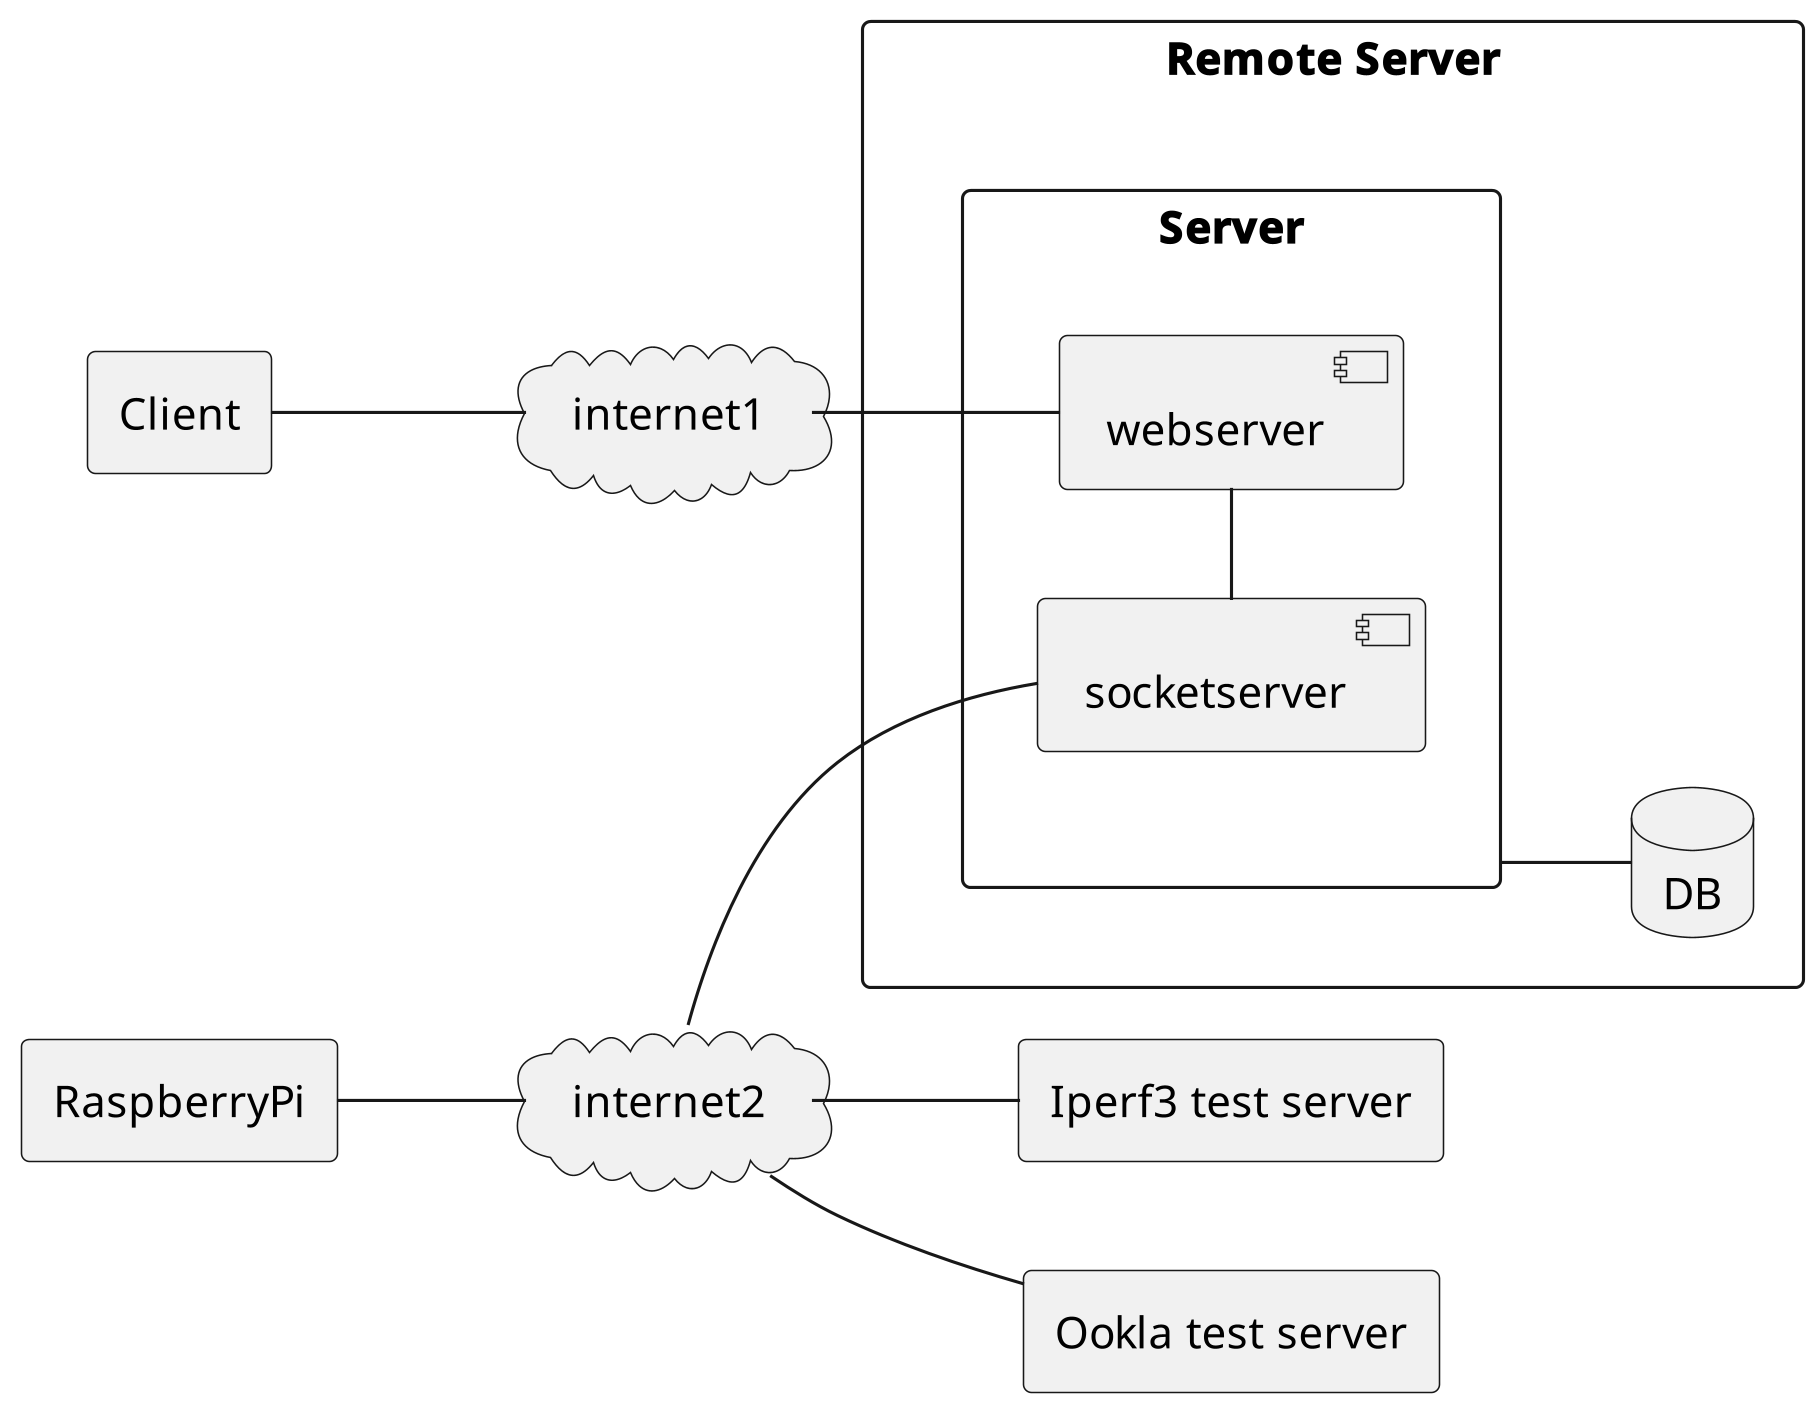 Remote Server
Server
Client
internet1
webserver
socketserver
DB
RaspberryPi
internet2
Iperf3 test server
Ookla test server